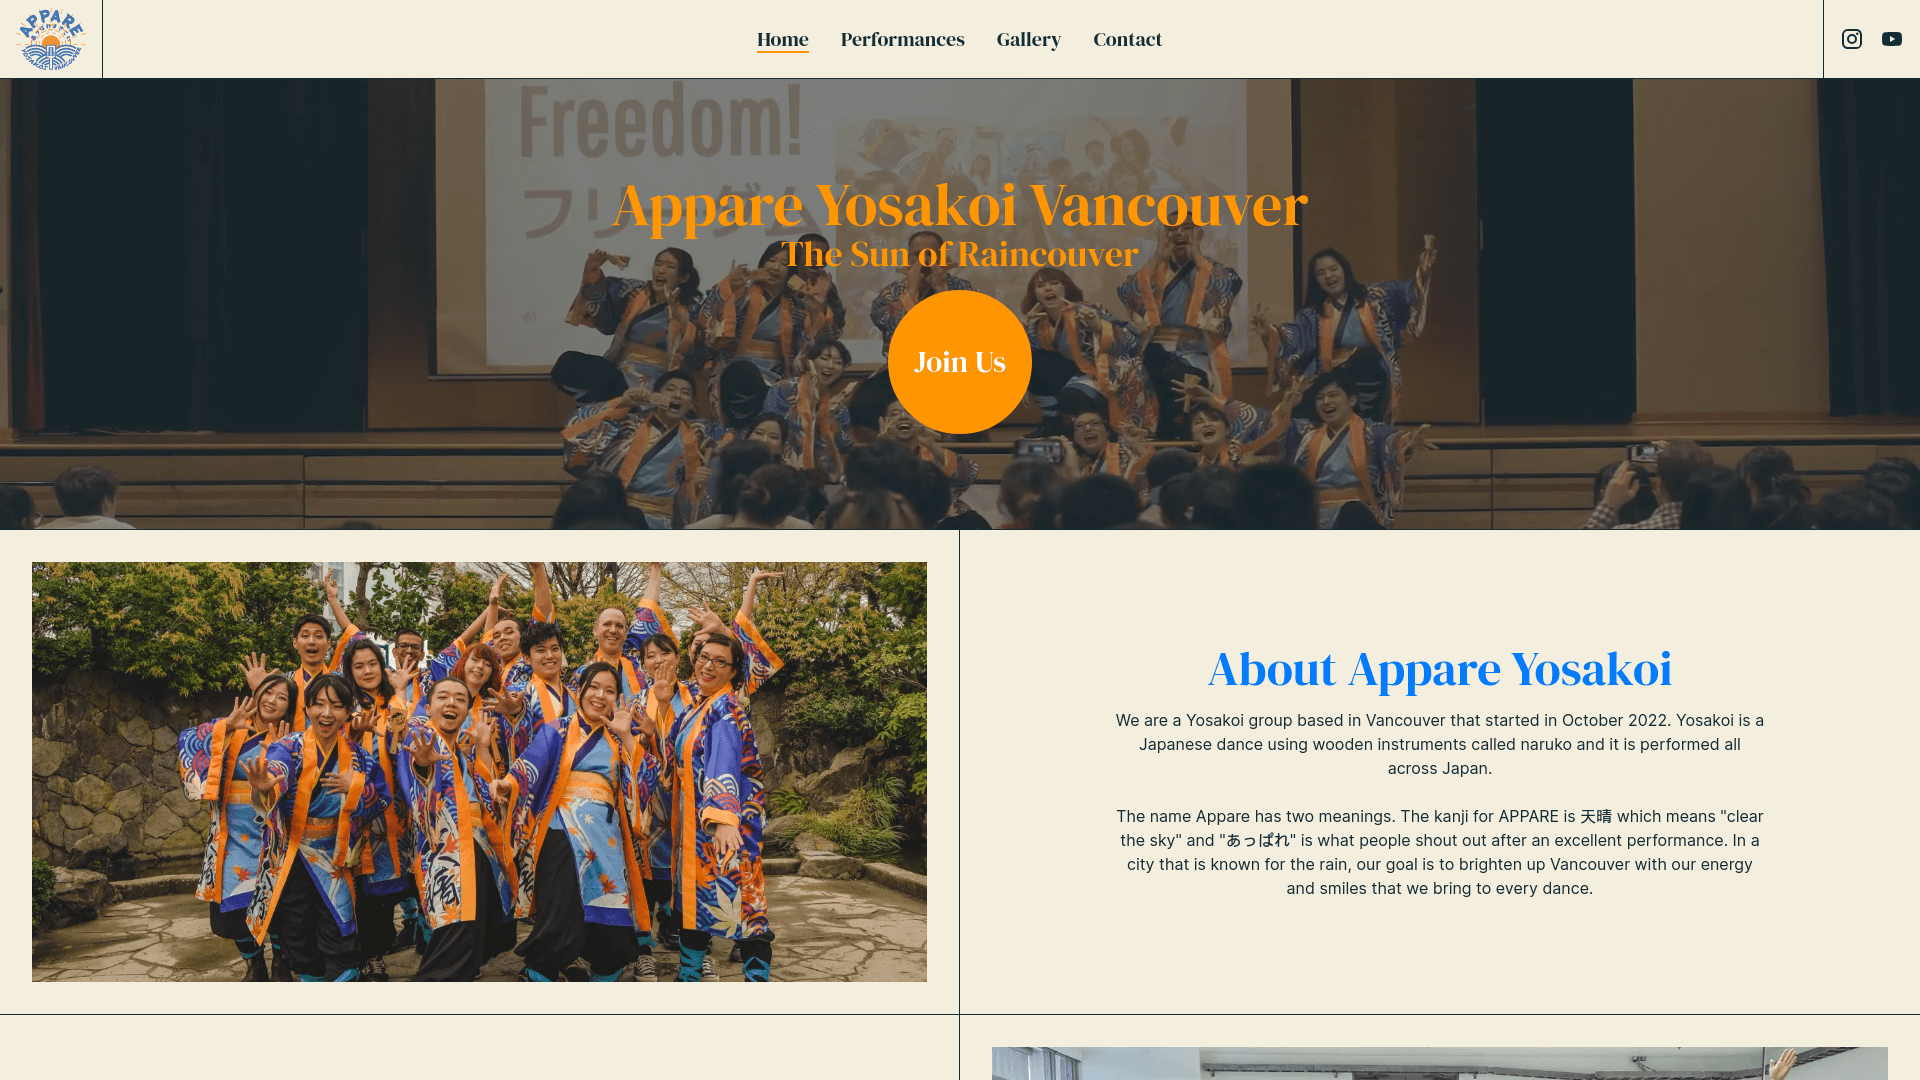 APPARE
Home
Performances
Gallery
Contact
Freedom!
フリーダム
Appare Yosakoi Vancouver
The Sun of Raincouver
Join Us
About Appare Yosakoi
We are a Yosakoi group based in Vancouver that started in October 2022. Yosakoi is a
Japanese dance using wooden instruments called naruko and it is performed all
across Japan.
The name Appare has two meanings. The kanji for APPARE is 天晴 which means "clear
the sky" and "あっぱれ" is what people shout out after an excellent performance. In a
city that is known for the rain, our goal is to brighten up Vancouver with our energy
and smiles that we bring to every dance.